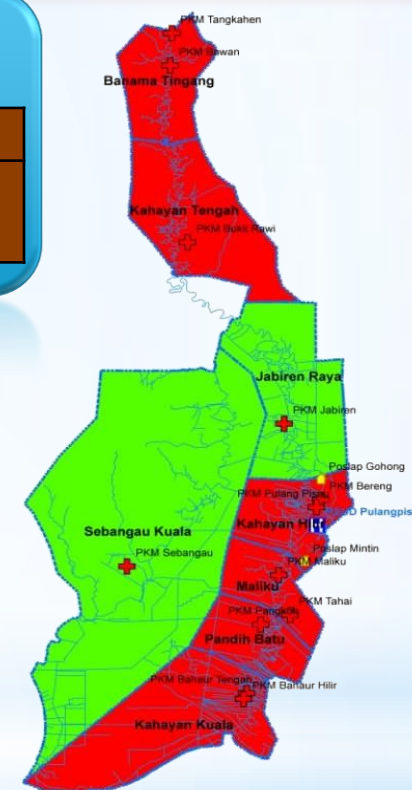 PKM Tangkahen
PKM Bawan
Banama Tingang
Kahayan Tengah
PKM Bukit Rawi
Jabiren Raya
PKM Jabiren
Poslap Gohong
PKM Bereng
PKM Pulang Pisau
Pulangpis
Kahayan Hilir
Poslap Mintin
PKM Maliku
Sebangau Kuala
PKM Sebangau
Maliku
PKM Tahai
PKM Pangkoh
Pandih Batu
PKM Bahaur Tengah
PKM Bahaur Hilir
Kahayan Kuala